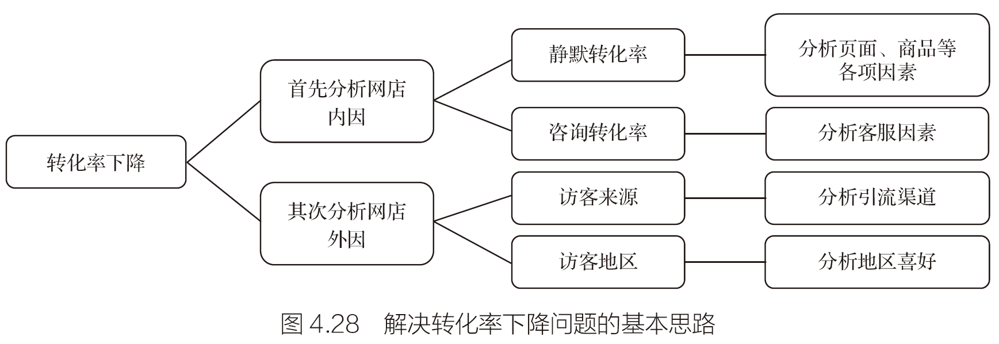 转化率下降
首先分析网店
内因
其次分析网店
外因
静默转化率
咨询转化率
访客来源
访客地区
分析页面、商品等
各项因素
分析客服因素
分析引流渠道
分析地区喜好
图 4.28 解决转化率下降问题的基本思路